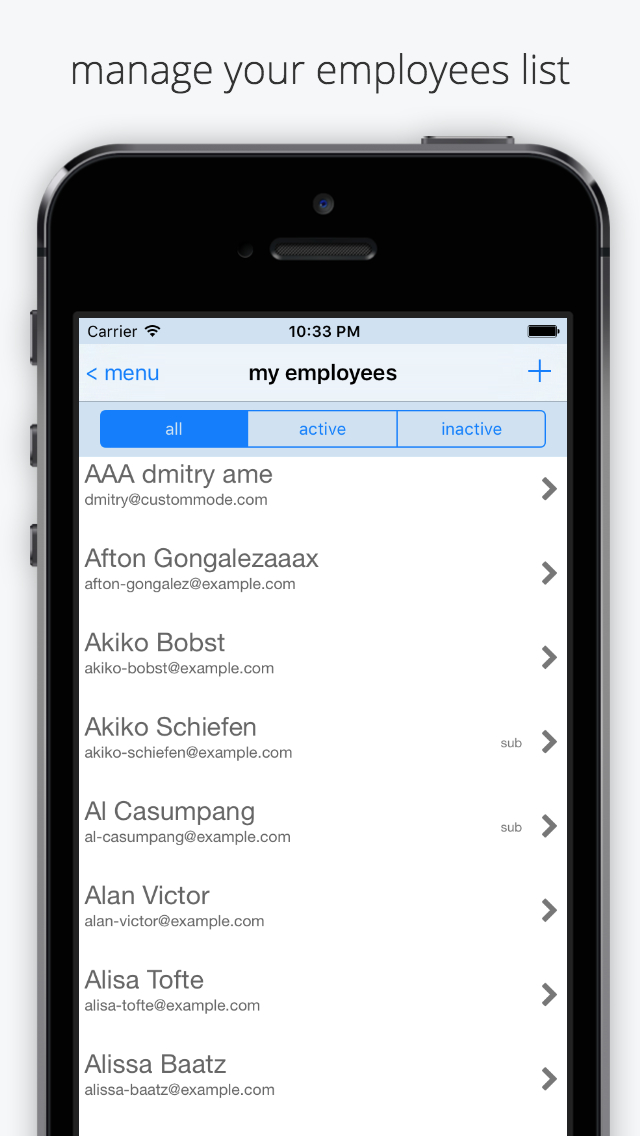 manage your employees list
Carrier 10:33 PM
< menu my employees +
all active inactive
AAA dmitry ame
dmitry@custommode.com
Afton Gongalezaaax
afton-gongalez@example.com
Akiko Bobst
akiko-bobst@example.com
Akiko Schiefen
akiko-schiefen@example.com sub
Al Casumpang
al-casumpang@example.com sub
Alan Victor
alan-victor@example.com
Alisa Tofte
alisa-tofte@example.com
Alissa Baatz
alissa-baatz@example.com